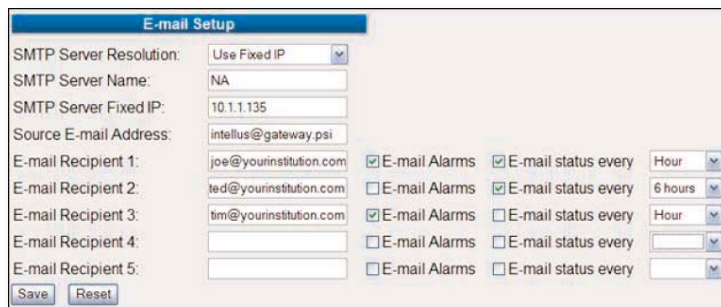 E-mail Setup
SMTP Server Resolution: Use Fixed IP
SMTP Server Name: NA
SMTP Server Fixed IP: 10.1.1.135
Source E-mail Address: intellus@gateway.psi
E-mail Recipient 1: joe@yourinstitution.com E-mail Alarms E-mail status every Hour
E-mail Recipient 2: ted@yourinstitution.com E-mail Alarms E-mail status every 6 hours
E-mail Recipient 3: tim@yourinstitution.com E-mail Alarms E-mail status every Hour
E-mail Recipient 4: E-mail Alarms E-mail status every
E-mail Recipient 5: E-mail Alarms E-mail status every
Save Reset